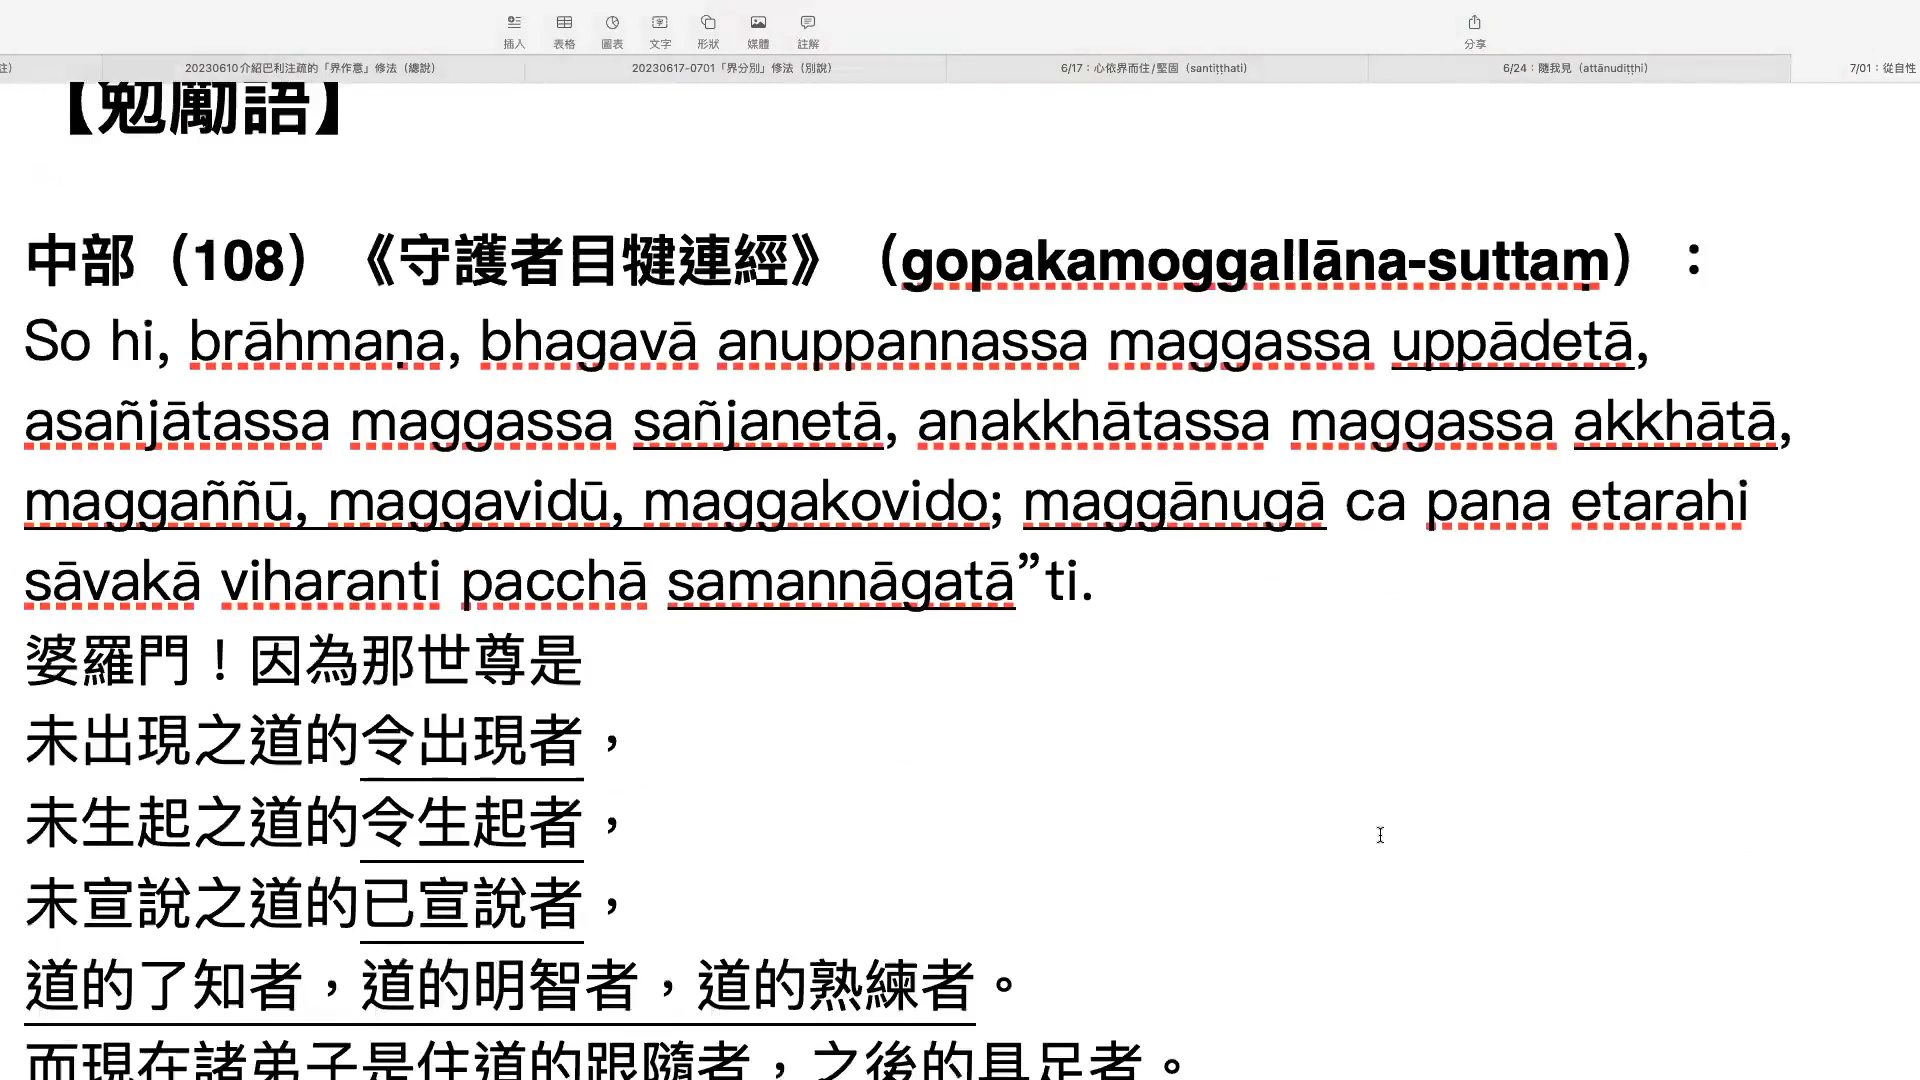 插入 表格 圖表 文字 形狀 媒體 註解 分享
註) 20230610介紹巴利注疏的「界作意」修法（總說） 20230617-0701「界分別」修法（別說） 6/17：心依界而住/堅固（santiṭṭhati) 6/24：隨我見（attānudiṭṭhi） 7/01：從自性
【勉勵語】
中部（108）《守護者目犍連經》（gopakamoggallāna-suttaṃ）：
So hi, brāhmaṇa, bhagavā anuppannassa maggassa uppādetā,
asañjātassa maggassa sañjanetā, anakkhātassa maggassa akkhātā,
maggaññū, maggavidū, maggakovido; maggānugā ca pana etarahi
sāvakā viharanti pacchā samannāgatā”ti.
婆羅門！因為那世尊是
未出現之道的令出現者，
未生起之道的令生起者，
未宣說之道的已宣說者，
道的了知者，道的明智者，道的熟練者。
而現在諸弟子是住道的跟隨者，之後的具足者。